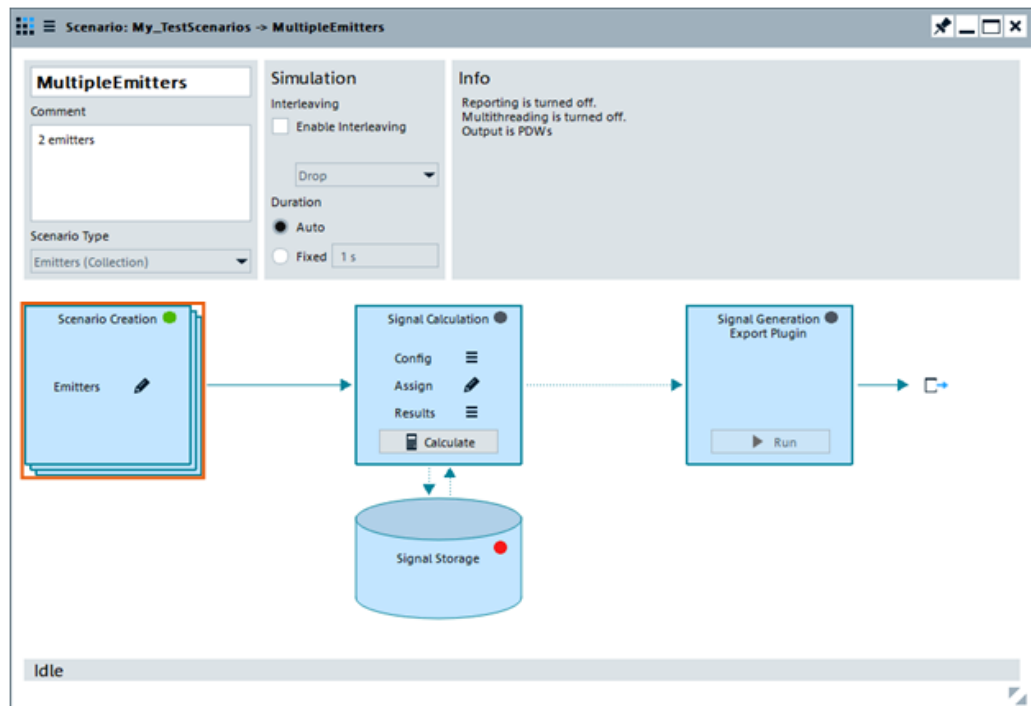 Scenario: My_TestScenarios -> MultipleEmitters
MultipleEmitters
Comment
2 emitters
Scenario Type
Emitters (Collection)
Simulation
Interleaving
Enable Interleaving
Drop
Duration
Auto
Fixed 1 s
Info
Reporting is turned off.
Multithreading is turned off.
Output is PDWs
Scenario Creation
Emitters
Signal Calculation
Config
Assign
Results
Calculate
Signal Storage
Signal Generation
Export Plugin
Run
Idle